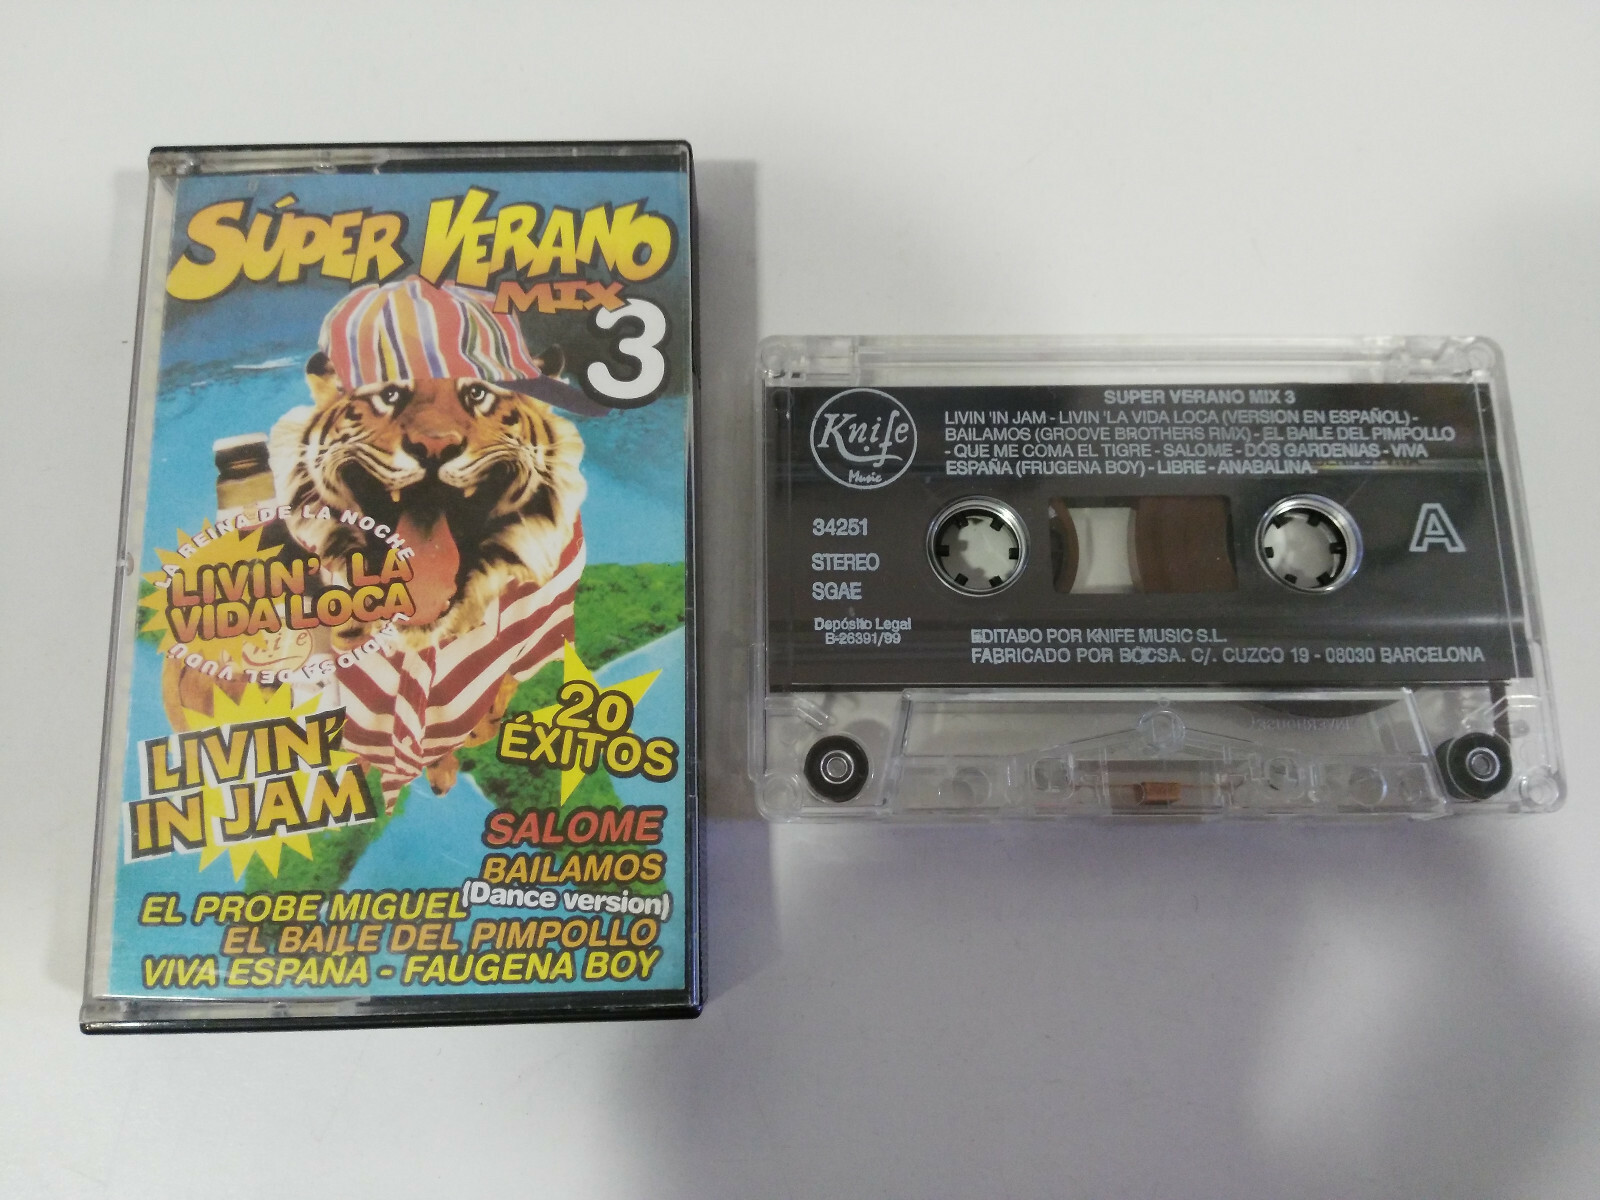 SÚPER VERANO
MIX
3
LA REINA DE LA NOCHE
LIVIN' LA
VIDA LOCA
LA DIOSA DEL VUDU
LIVIN'
IN JAM
20
ÉXITOS
SALOME
BAILAMOS
(Dance version)
EL PROBE MIGUEL
EL BAILE DEL PIMPOLLO
VIVA ESPAÑA - FAUGENA BOY
Knife
Music
SUPER VERANO MIX 3
LIVIN 'IN JAM - LIVIN 'LA VIDA LOCA (VERSION EN ESPAÑOL) -
BAILAMOS (GROOVE BROTHERS RMX) - EL BAILE DEL PIMPOLLO
- QUE ME COMA EL TIGRE - SALOME - DOS GARDENIAS - VIVA
ESPAÑA (FRUGENA BOY) - LIBRE - ANABALINA.
34251
STEREO
SGAE
Depósito Legal
B-26391/99
A
EDITADO POR KNIFE MUSIC S.L.
FABRICADO POR BOCSA. C/. CUZCO 19 - 08030 BARCELONA